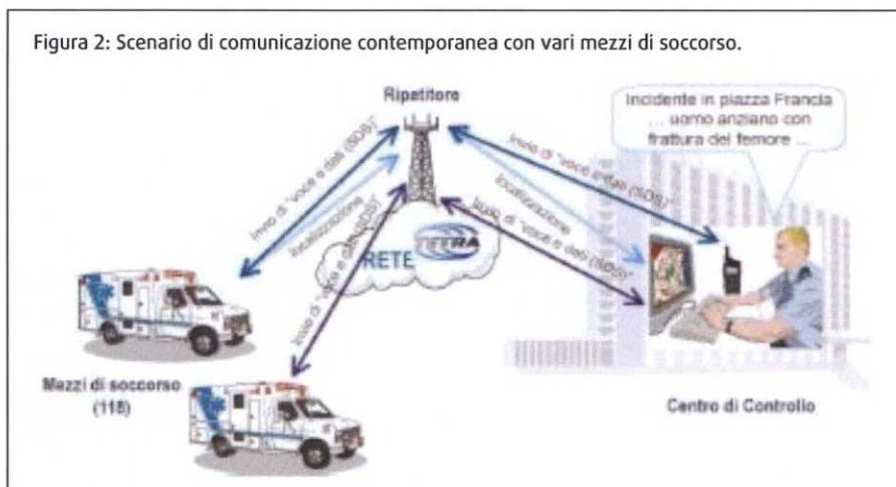 Figura 2: Scenario di comunicazione contemporanea con vari mezzi di soccorso.
Ripetitore
Incidente in piazza Francia
... uomo anziano con
frattura del femore ...
Invio di "voce e dati (SDS)"
localizzazione
Invio di "voce e dati (SDS)"
Invio di "voce e dati (SDS)"
localizzazione
Invio di "voce e dati (SDS)"
RETE TETRA
Mezzi di soccorso
(118)
Centro di Controllo